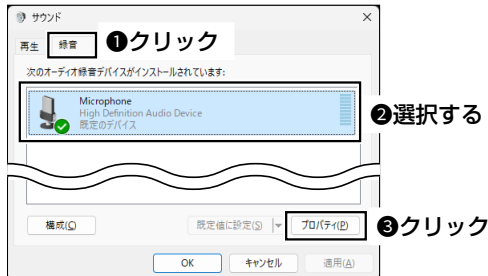 サウンド
再生 録音 ❶クリック
次のオーディオ録音デバイスがインストールされています:
Microphone
High Definition Audio Device
既定のデバイス
❷選択する
構成(C) 既定値に設定(S) プロパティ(P) ❸クリック
OK キャンセル 適用(A)